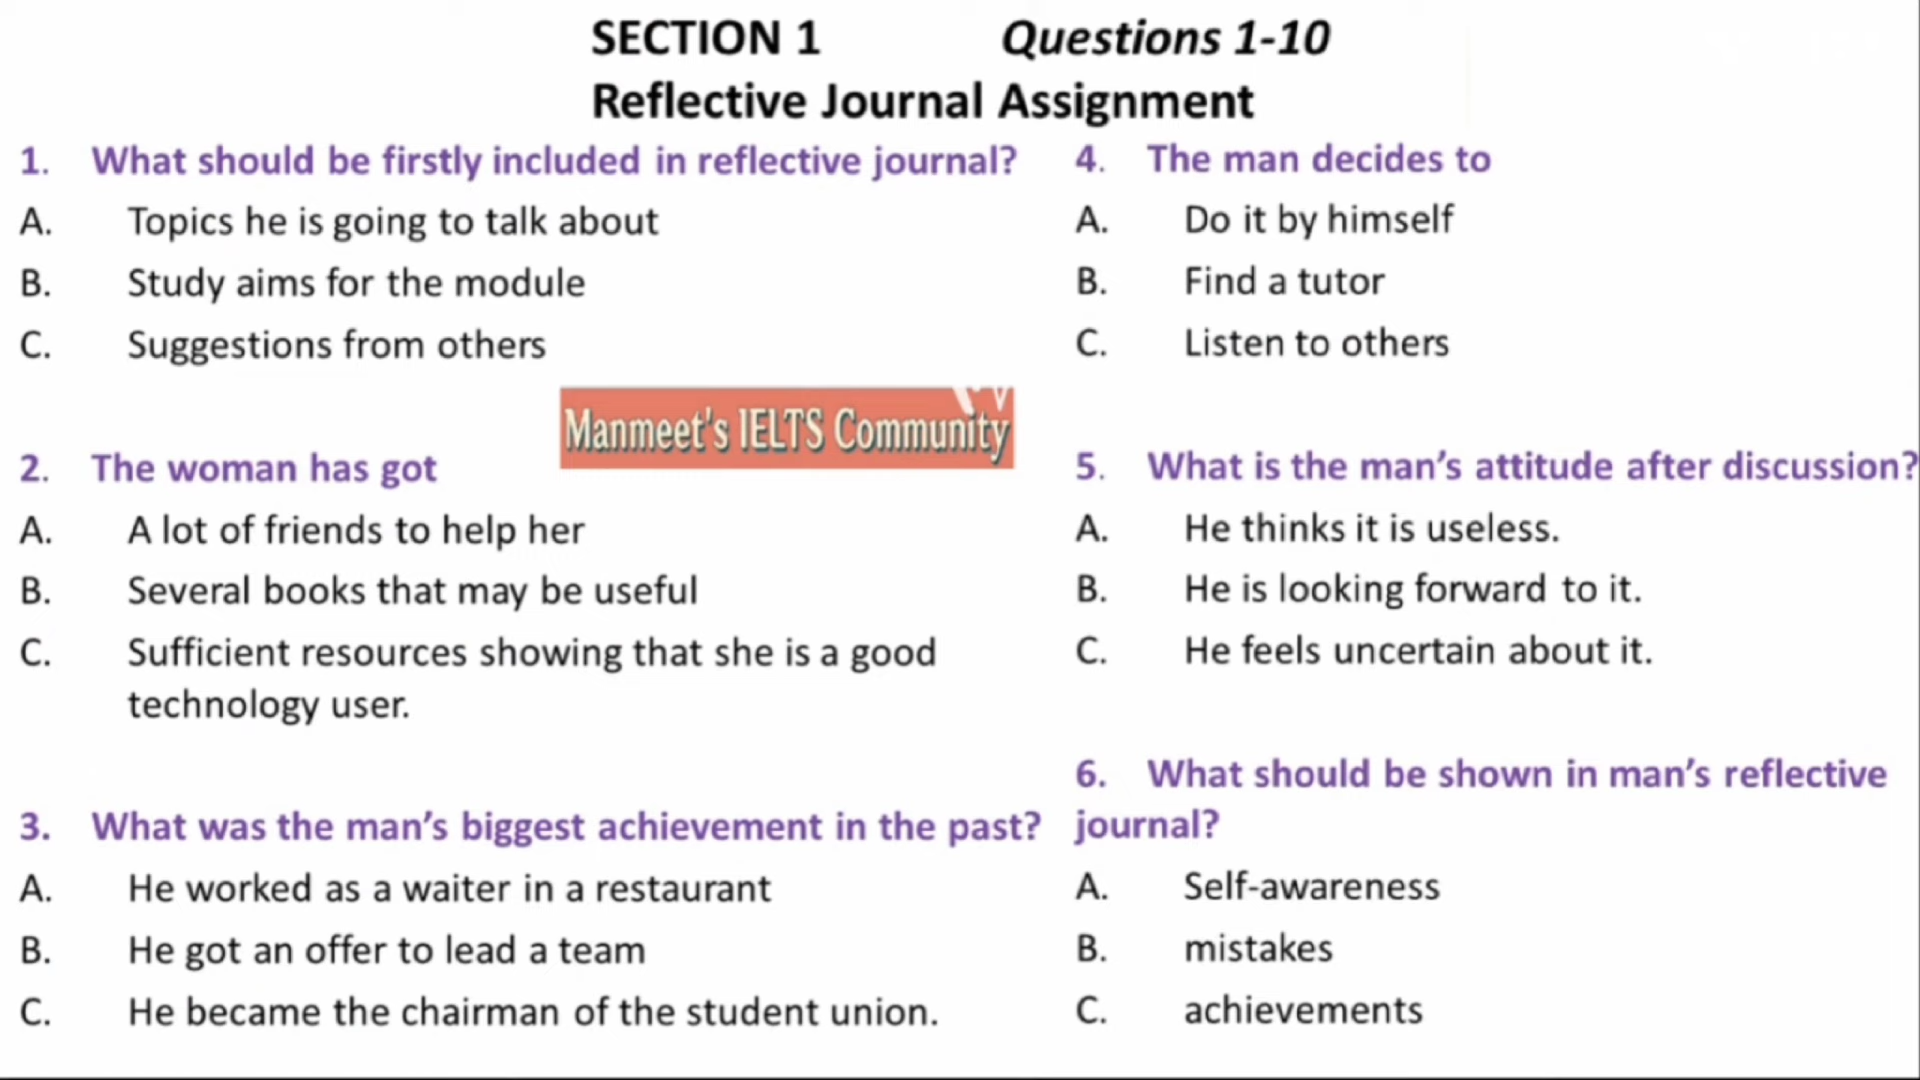 SECTION 1 Questions 1-10
Reflective Journal Assignment
1. What should be firstly included in reflective journal?
A. Topics he is going to talk about
B. Study aims for the module
C. Suggestions from others
Manmeet's IELTS Community
2. The woman has got
A. A lot of friends to help her
B. Several books that may be useful
C. Sufficient resources showing that she is a good
technology user.
3. What was the man's biggest achievement in the past?
A. He worked as a waiter in a restaurant
B. He got an offer to lead a team
C. He became the chairman of the student union.
4. The man decides to
A. Do it by himself
B. Find a tutor
C. Listen to others
5. What is the man's attitude after discussion?
A. He thinks it is useless.
B. He is looking forward to it.
C. He feels uncertain about it.
6. What should be shown in man's reflective
journal?
A. Self-awareness
B. mistakes
C. achievements